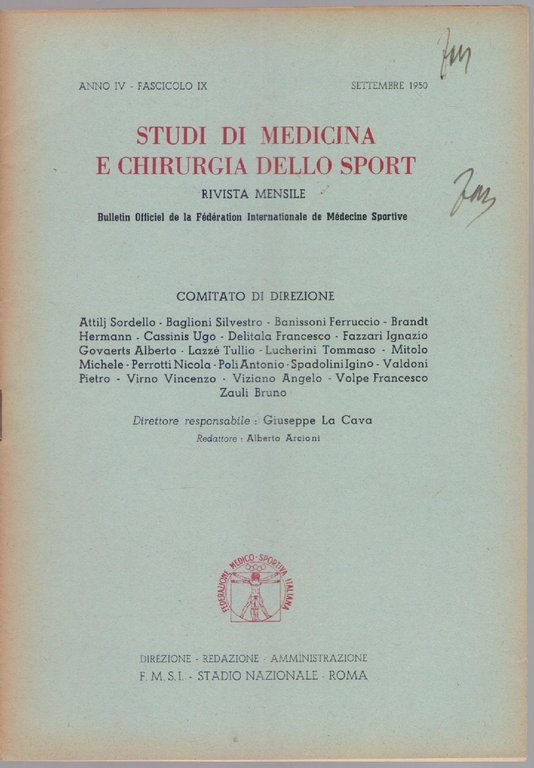 ANNO IV - FASCICOLO IX
SETTEMBRE 1950
STUDI DI MEDICINA
E CHIRURGIA DELLO SPORT
RIVISTA MENSILE
Bulletin Officiel de la Fédération Internationale de Médecine Sportive
COMITATO DI DIREZIONE
Attilj Sordello - Baglioni Silvestro - Banissoni Ferruccio - Brandt
Hermann - Cassinis Ugo - Delitala Francesco - Fazzari Ignazio
Govaerts Alberto - Lazzé Tullio - Lucherini Tommaso - Mitolo
Michele - Perrotti Nicola - Poli Antonio - Spadolini Igino - Valdoni
Pietro - Virno Vincenzo - Viziano Angelo - Volpe Francesco
Zauli Bruno
Direttore responsabile : Giuseppe La Cava
Redattore : Alberto Arcioni
FEDERAZIONE MEDICO-SPORTIVA ITALIANA
DIREZIONE - REDAZIONE - AMMINISTRAZIONE
F. M. S. I. - STADIO NAZIONALE - ROMA